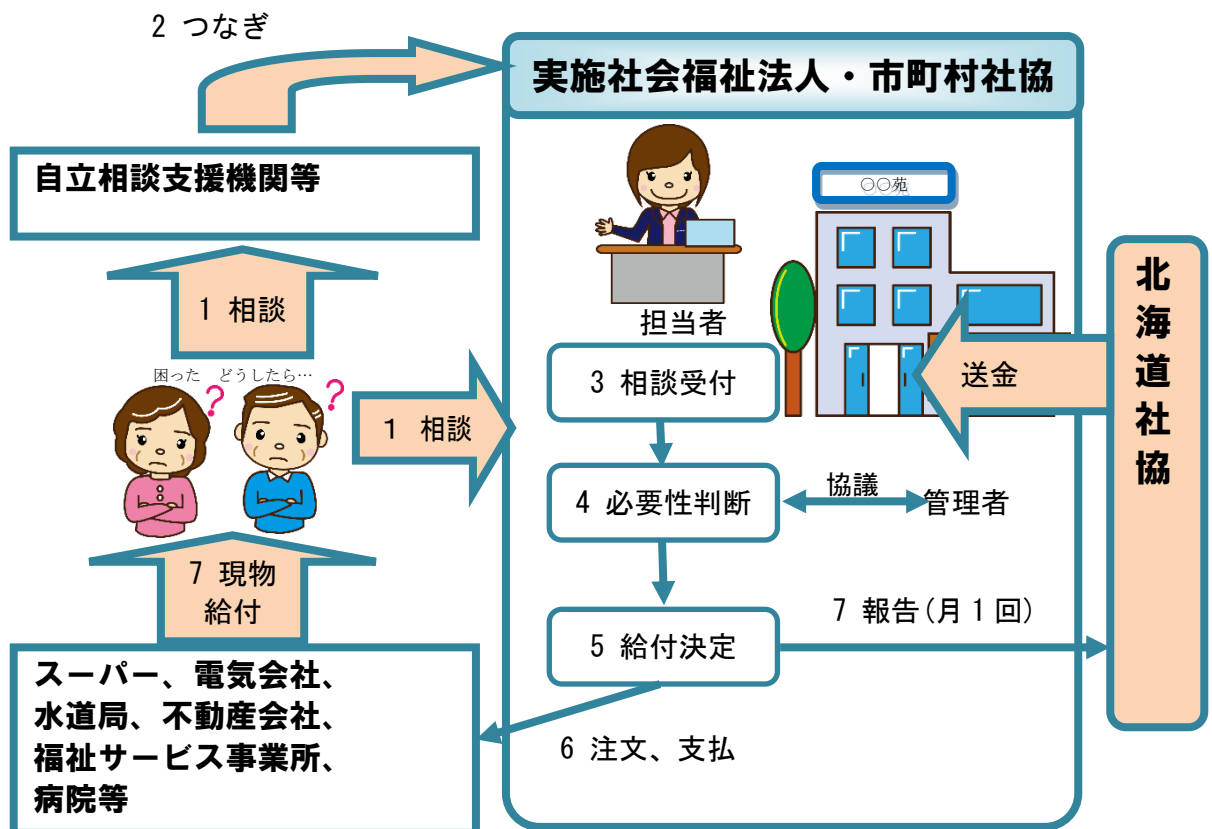 2 つなぎ
実施社会福祉法人・市町村社協
自立相談支援機関等
○○苑
1 相談
担当者
困った どうしたら…
?
?
1 相談
3 相談受付
送金
北海道社協
4 必要性判断
協議
管理者
7 現物
給付
5 給付決定
7 報告(月1回)
スーパー、電気会社、
水道局、不動産会社、
福祉サービス事業所、
病院等
6 注文、支払